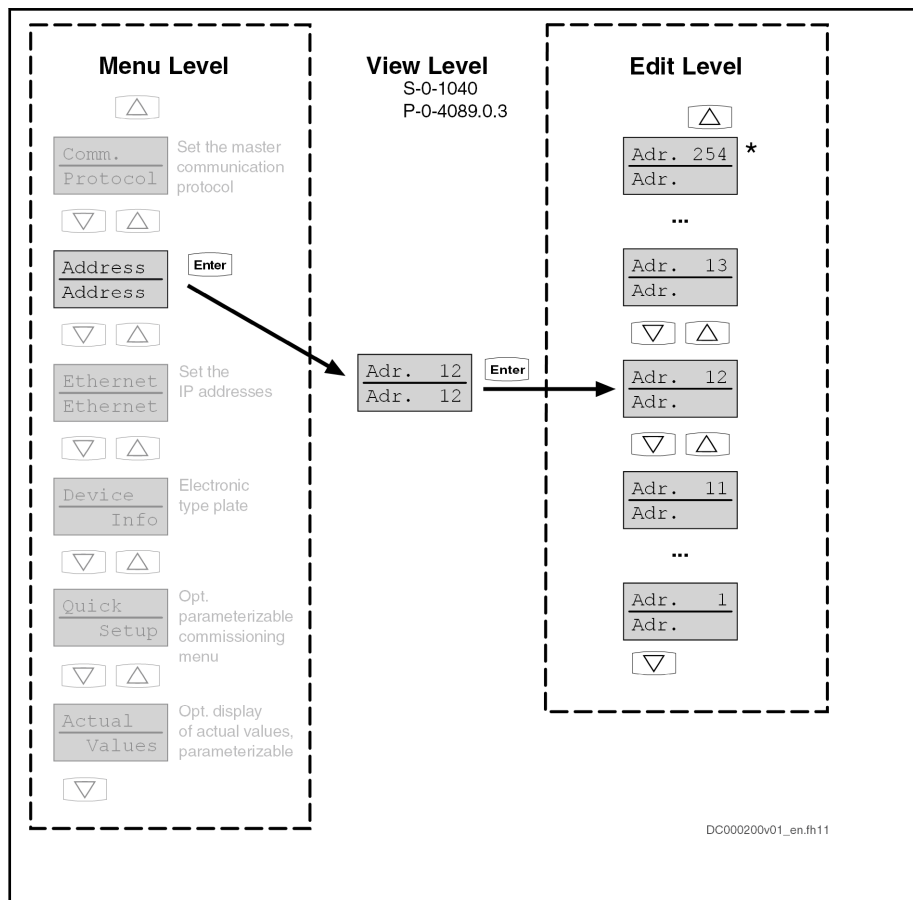 Menu Level
Comm.
Protocol
Set the master
communication
protocol
Address
Address
Enter
Ethernet
Ethernet
Set the
IP addresses
Device
Info
Electronic
type plate
Quick
Setup
Opt.
parameterizable
commissioning
menu
Actual
Values
Opt. display
of actual values,
parameterizable
View Level
S-0-1040
P-0-4089.0.3
Adr. 12
Adr. 12
Enter
Edit Level
Adr. 254 *
Adr.
...
Adr. 13
Adr.
Adr. 12
Adr.
Adr. 11
Adr.
...
Adr. 1
Adr.
DC000200v01_en.fh11